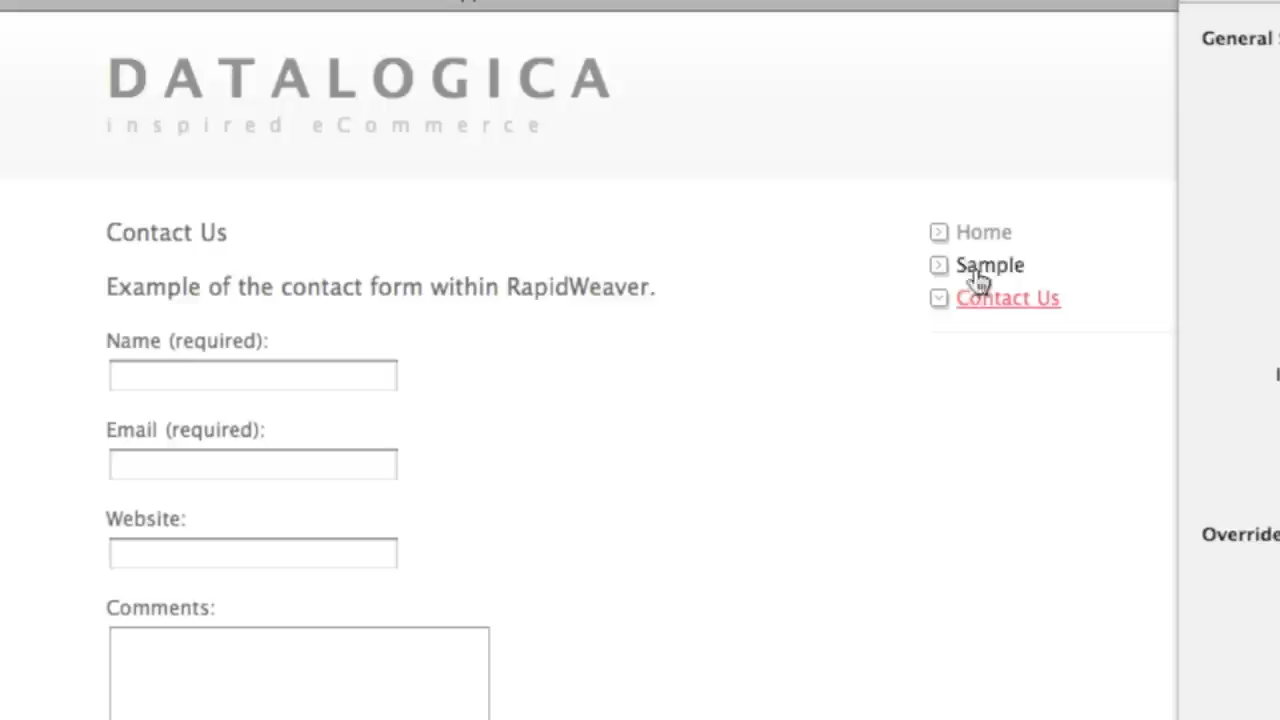 DATALOGICA
inspired eCommerce
Contact Us
Example of the contact form within RapidWeaver.
Name (required):
Email (required):
Website:
Comments:
Home
Sample
Contact Us
General
Override